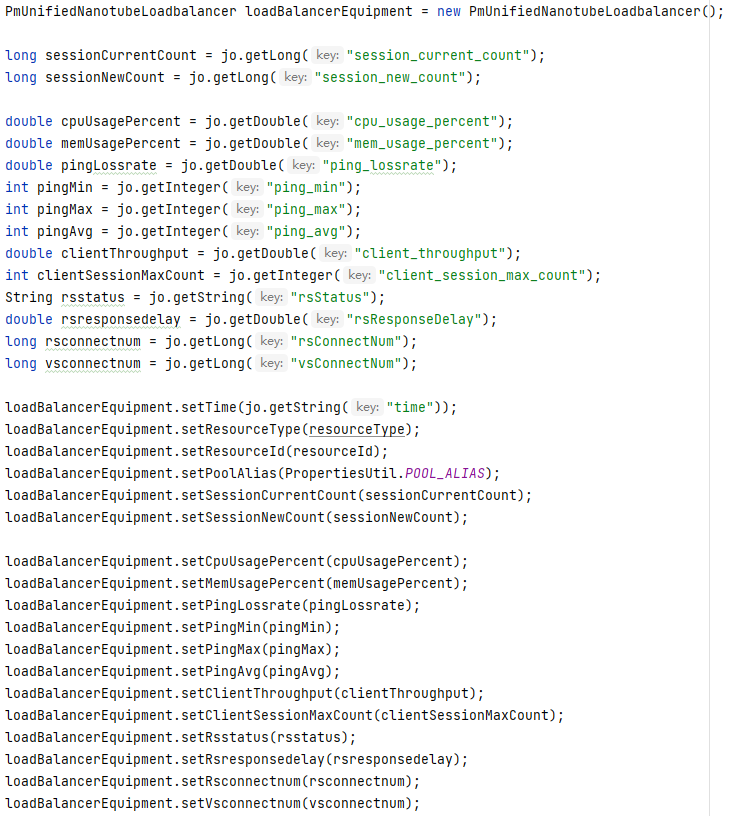 PmUnifiedNanotubeLoadbalancer loadBalancerEquipment = new PmUnifiedNanotubeLoadbalancer();
long sessionCurrentCount = jo.getLong( key: "session_current_count");
long sessionNewCount = jo.getLong( key: "session_new_count");
double cpuUsagePercent = jo.getDouble( key: "cpu_usage_percent");
double memUsagePercent = jo.getDouble( key: "mem_usage_percent");
double pingLossrate = jo.getDouble( key: "ping_lossrate");
int pingMin = jo.getInteger( key: "ping_min");
int pingMax = jo.getInteger( key: "ping_max");
int pingAvg = jo.getInteger( key: "ping_avg");
double clientThroughput = jo.getDouble( key: "client_throughput");
int clientSessionMaxCount = jo.getInteger( key: "client_session_max_count");
String rsstatus = jo.getString( key: "rsStatus");
double rsresponsedelay = jo.getDouble( key: "rsResponseDelay");
long rsconnectnum = jo.getLong( key: "rsConnectNum");
long vsconnectnum = jo.getLong( key: "vsConnectNum");
loadBalancerEquipment.setTime(jo.getString( key: "time"));
loadBalancerEquipment.setResourceType(resourceType);
loadBalancerEquipment.setResourceId(resourceId);
loadBalancerEquipment.setPoolAlias(PropertiesUtil.POOL_ALIAS);
loadBalancerEquipment.setSessionCurrentCount(sessionCurrentCount);
loadBalancerEquipment.setSessionNewCount(sessionNewCount);
loadBalancerEquipment.setCpuUsagePercent(cpuUsagePercent);
loadBalancerEquipment.setMemUsagePercent(memUsagePercent);
loadBalancerEquipment.setPingLossrate(pingLossrate);
loadBalancerEquipment.setPingMin(pingMin);
loadBalancerEquipment.setPingMax(pingMax);
loadBalancerEquipment.setPingAvg(pingAvg);
loadBalancerEquipment.setClientThroughput(clientThroughput);
loadBalancerEquipment.setClientSessionMaxCount(clientSessionMaxCount);
loadBalancerEquipment.setRsstatus(rsstatus);
loadBalancerEquipment.setRsresponsedelay(rsresponsedelay);
loadBalancerEquipment.setRsconnectnum(rsconnectnum);
loadBalancerEquipment.setVsconnectnum(vsconnectnum);